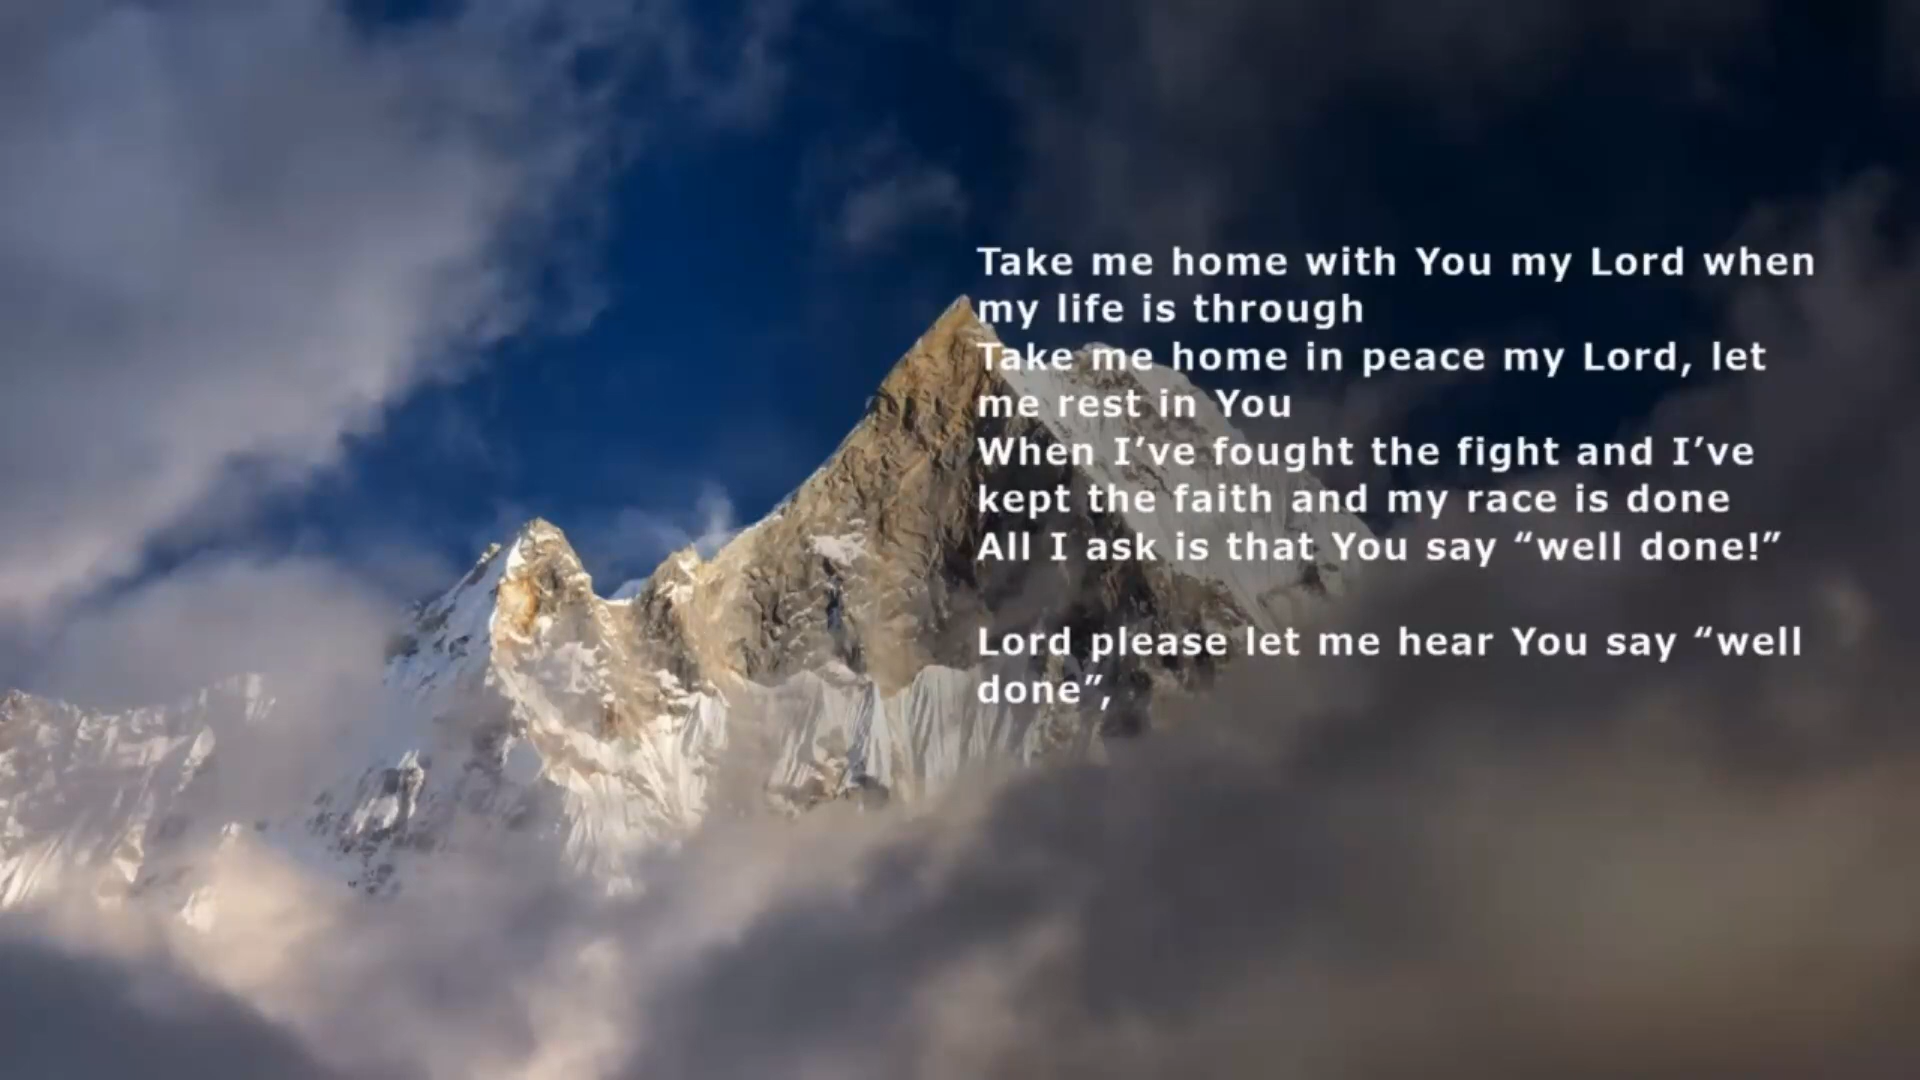 Take me home with You my Lord when
my life is through
Take me home in peace my Lord, let
me rest in You
When I’ve fought the fight and I’ve
kept the faith and my race is done
All I ask is that You say “well done!”
Lord please let me hear You say “well
done”,